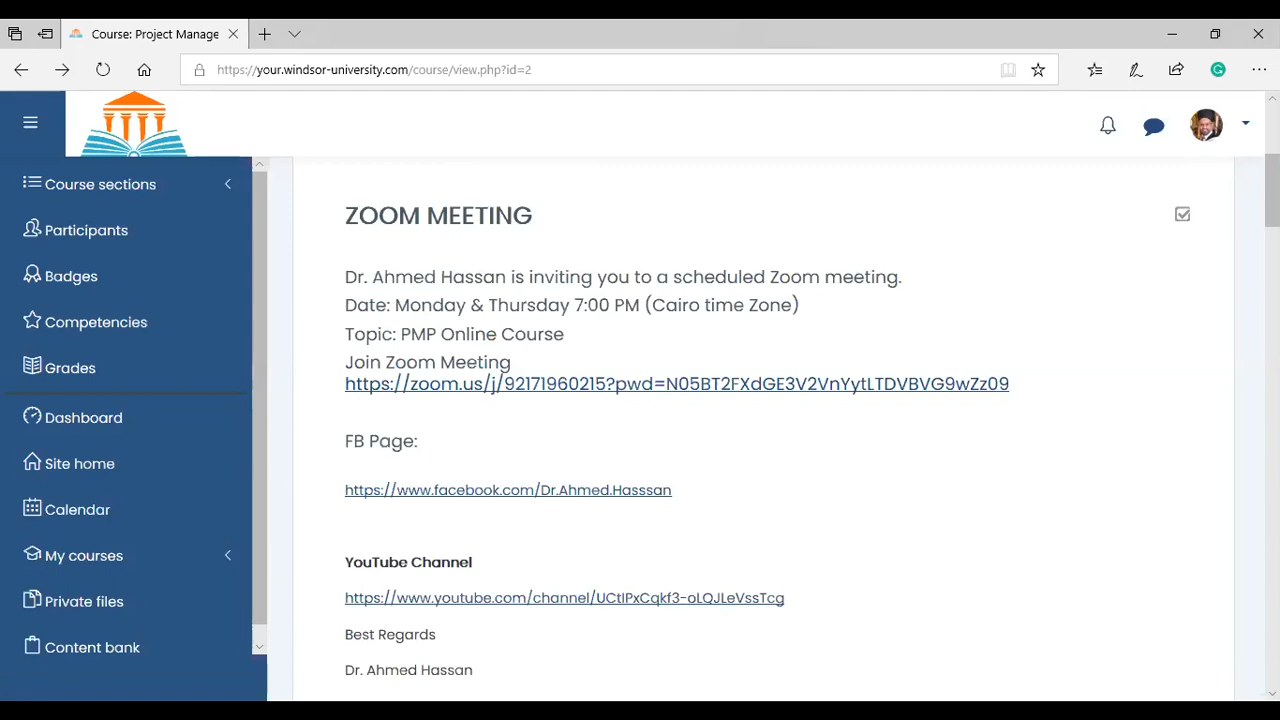 Course: Project Manage
https://your.windsor-university.com/course/view.php?id=2
Course sections
Participants
Badges
Competencies
Grades
Dashboard
Site home
Calendar
My courses
Private files
Content bank
ZOOM MEETING
Dr. Ahmed Hassan is inviting you to a scheduled Zoom meeting.
Date: Monday & Thursday 7:00 PM (Cairo time Zone)
Topic: PMP Online Course
Join Zoom Meeting
https://zoom.us/j/92171960215?pwd=N05BT2FXdGE3V2VnYytLTDVBVG9wZz09
FB Page:
https://www.facebook.com/Dr.Ahmed.Hasssan
YouTube Channel
https://www.youtube.com/channel/UCtIPxCqkf3-oLQJLeVssTcg
Best Regards
Dr. Ahmed Hassan